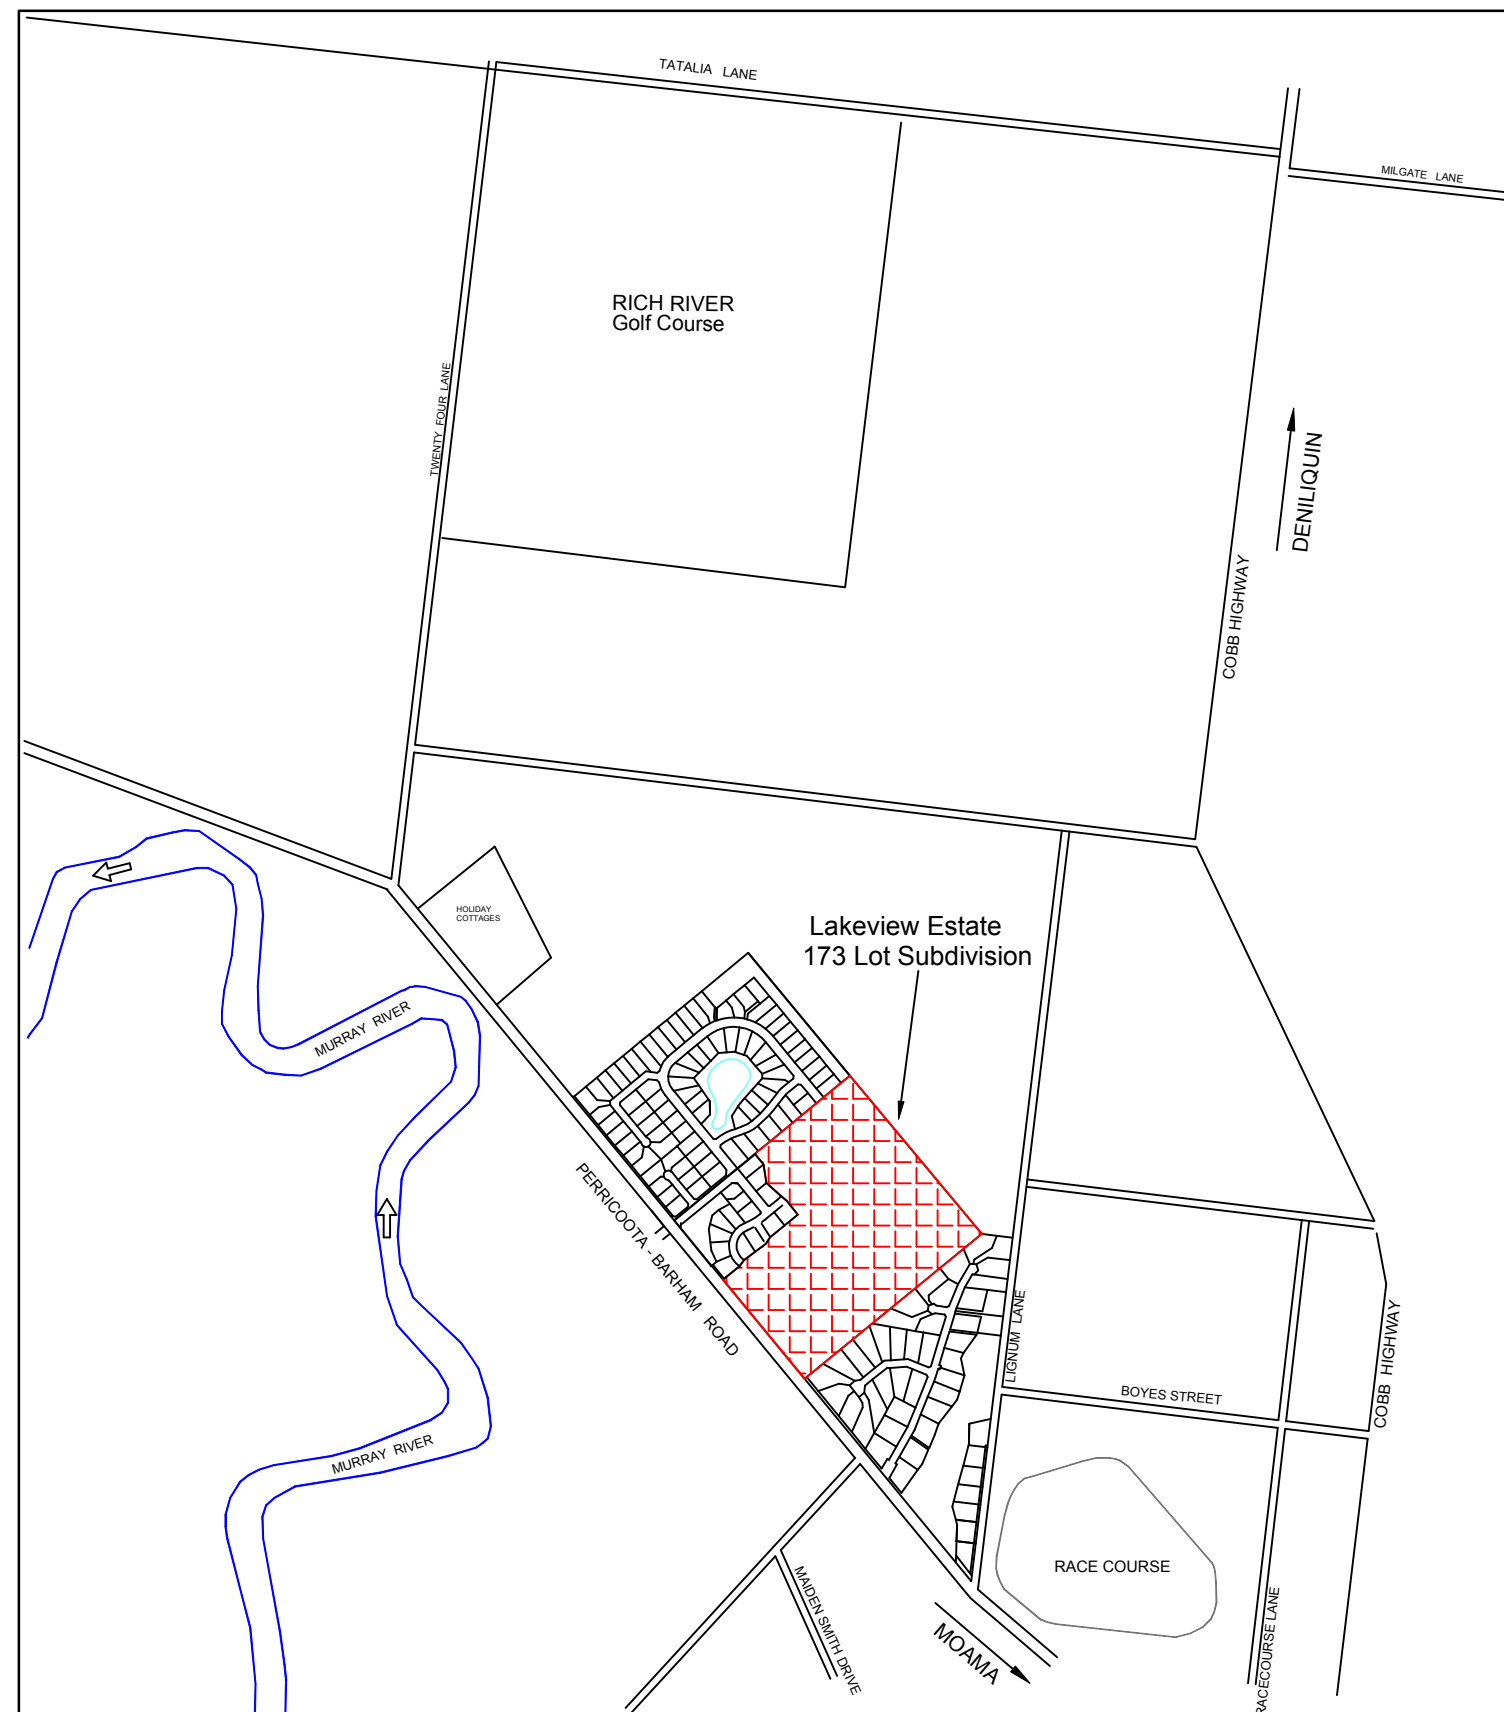 TATALIA LANE
MILGATE LANE
RICH RIVER
Golf Course
TWENTY FOUR LANE
DENILIQUIN
COBB HIGHWAY
HOLIDAY
COTTAGES
Lakeview Estate
173 Lot Subdivision
MURRAY RIVER
PERRICOOTA - BARHAM ROAD
LIGNUM LANE
COBB HIGHWAY
BOYES STREET
MURRAY RIVER
RACE COURSE
MAIDEN SMITH DRIVE
MOAMA
RACECOURSE LANE